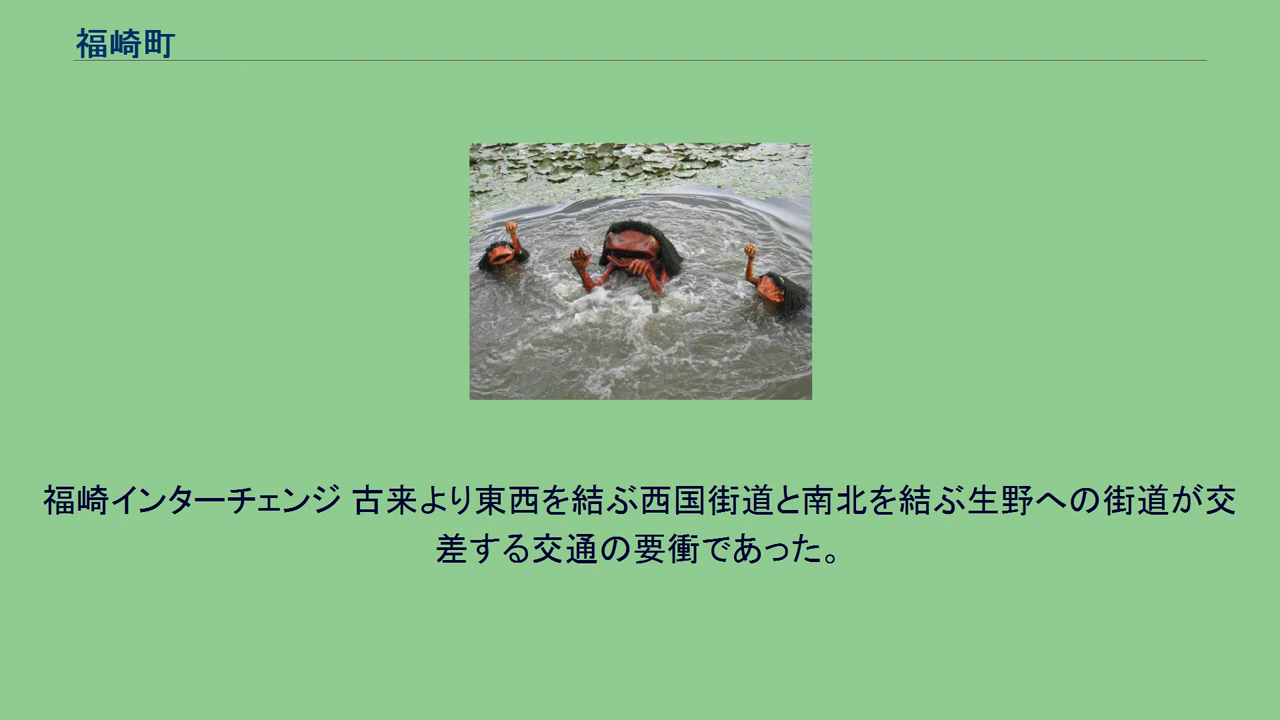 福崎町
福崎インターチェンジ 古来より東西を結ぶ西国街道と南北を結ぶ生野への街道が交
差する交通の要衝であった。